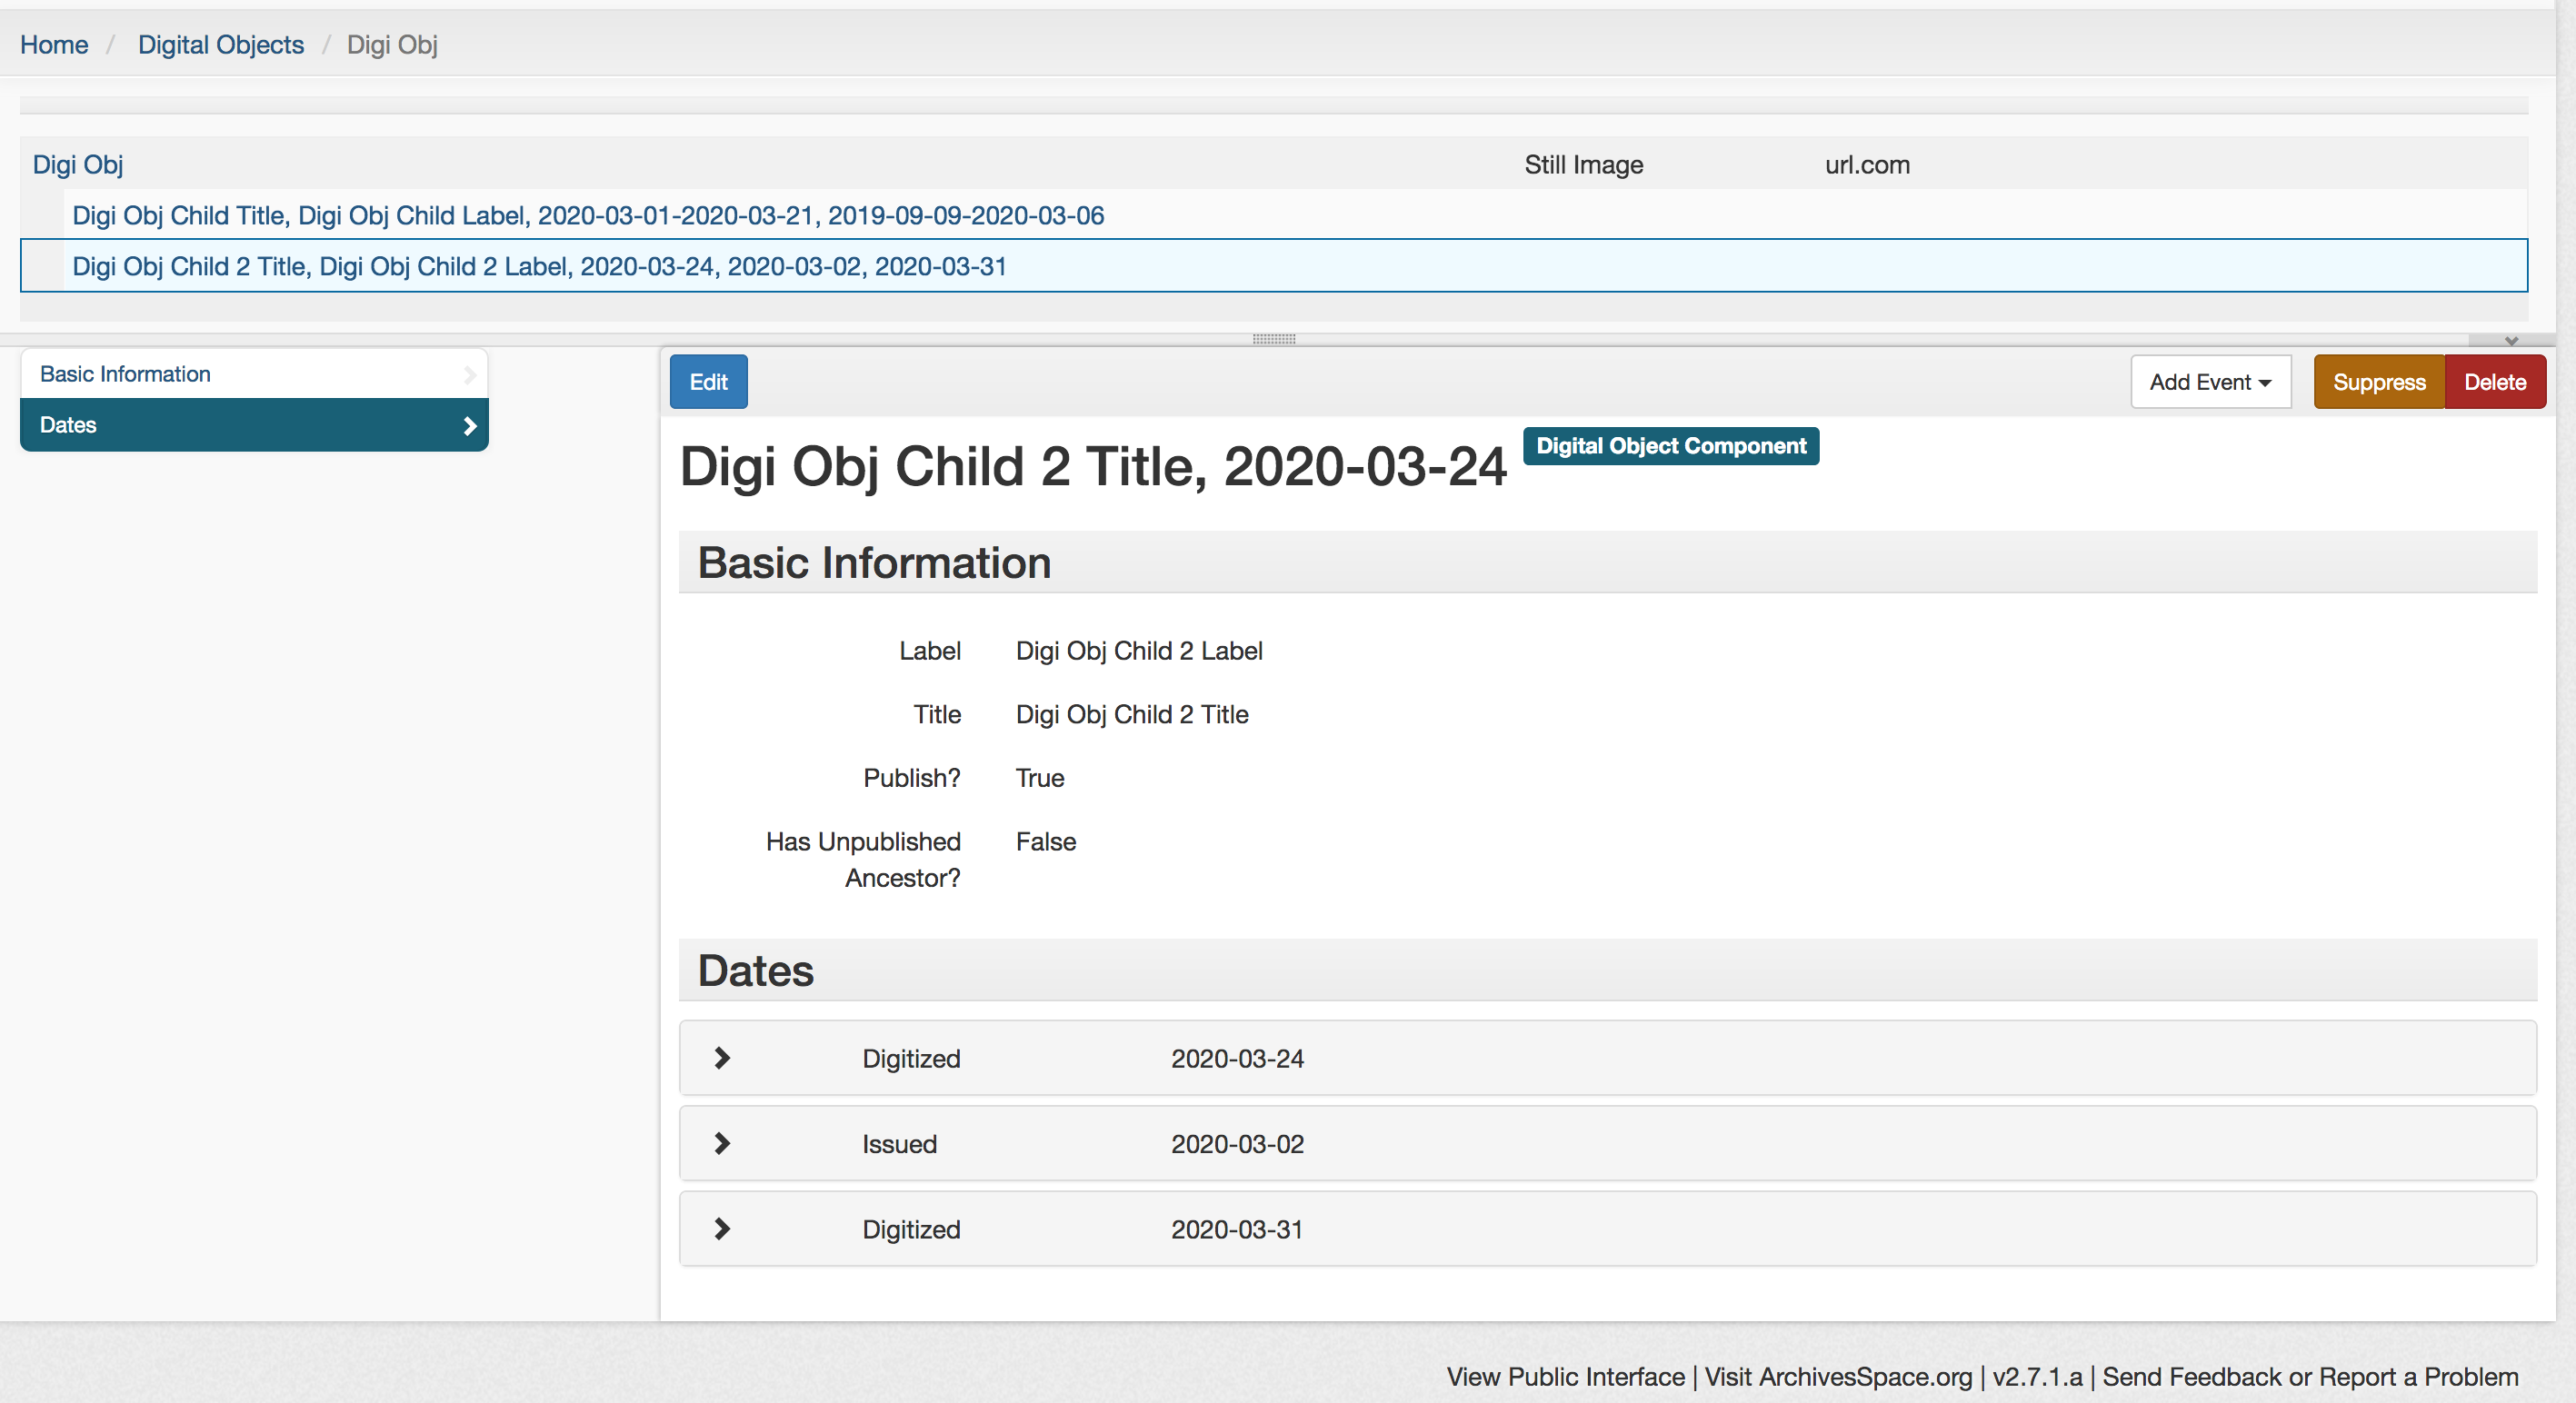 Home / Digital Objects / Digi Obj
Digi Obj Still Image url.com
Digi Obj Child Title, Digi Obj Child Label, 2020-03-01-2020-03-21, 2019-09-09-2020-03-06
Digi Obj Child 2 Title, Digi Obj Child 2 Label, 2020-03-24, 2020-03-02, 2020-03-31
Basic Information
Dates
Edit Add Event Suppress Delete
Digi Obj Child 2 Title, 2020-03-24 Digital Object Component
Basic Information
Label Digi Obj Child 2 Label
Title Digi Obj Child 2 Title
Publish? True
Has Unpublished False
Ancestor?
Dates
Digitized 2020-03-24
Issued 2020-03-02
Digitized 2020-03-31
View Public Interface | Visit ArchivesSpace.org | v2.7.1.a | Send Feedback or Report a Problem